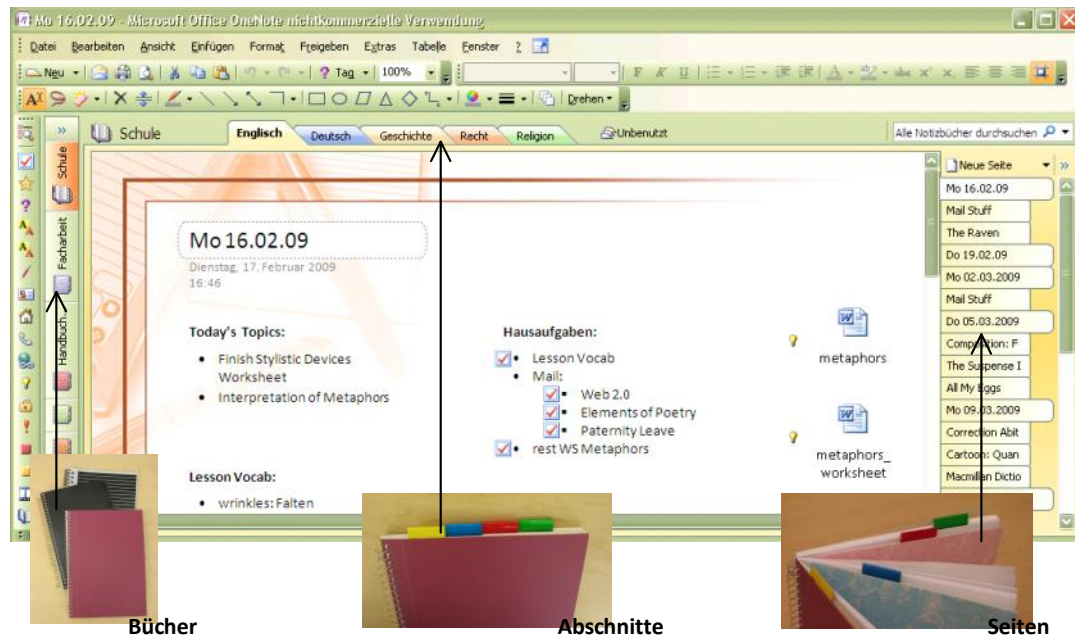 Mo 16.02.09 - Microsoft Office OneNote nichtkommerzielle Verwendung
Datei Bearbeiten Ansicht Einfügen Format Freigeben Extras Tabelle Fenster ?
Neu ? Tag 100% F K U abc x x
Drehen
Schule Englisch Deutsch Geschichte Recht Religion Unbenutzt Alle Notizbücher durchsuchen
Schule
Facharbeit
Handbuch...
Mo 16.02.09
Dienstag, 17. Februar 2009
16:46
Today's Topics:
• Finish Stylistic Devices
Worksheet
• Interpretation of Metaphors
Lesson Vocab:
• wrinkles: Falten
Hausaufgaben:
• Lesson Vocab
• Mail:
▪ Web 2.0
▪ Elements of Poetry
▪ Paternity Leave
• rest WS Metaphors
metaphors
metaphors_
worksheet
Neue Seite
Mo 16.02.09
Mail Stuff
The Raven
Do 19.02.09
Mo 02.03.2009
Mail Stuff
Do 05.03.2009
Composition: F
The Suspense I
All My Eggs
Mo 09.03.2009
Correction Abit
Cartoon: Quan
Macmillan Dictio
Bücher
Abschnitte
Seiten